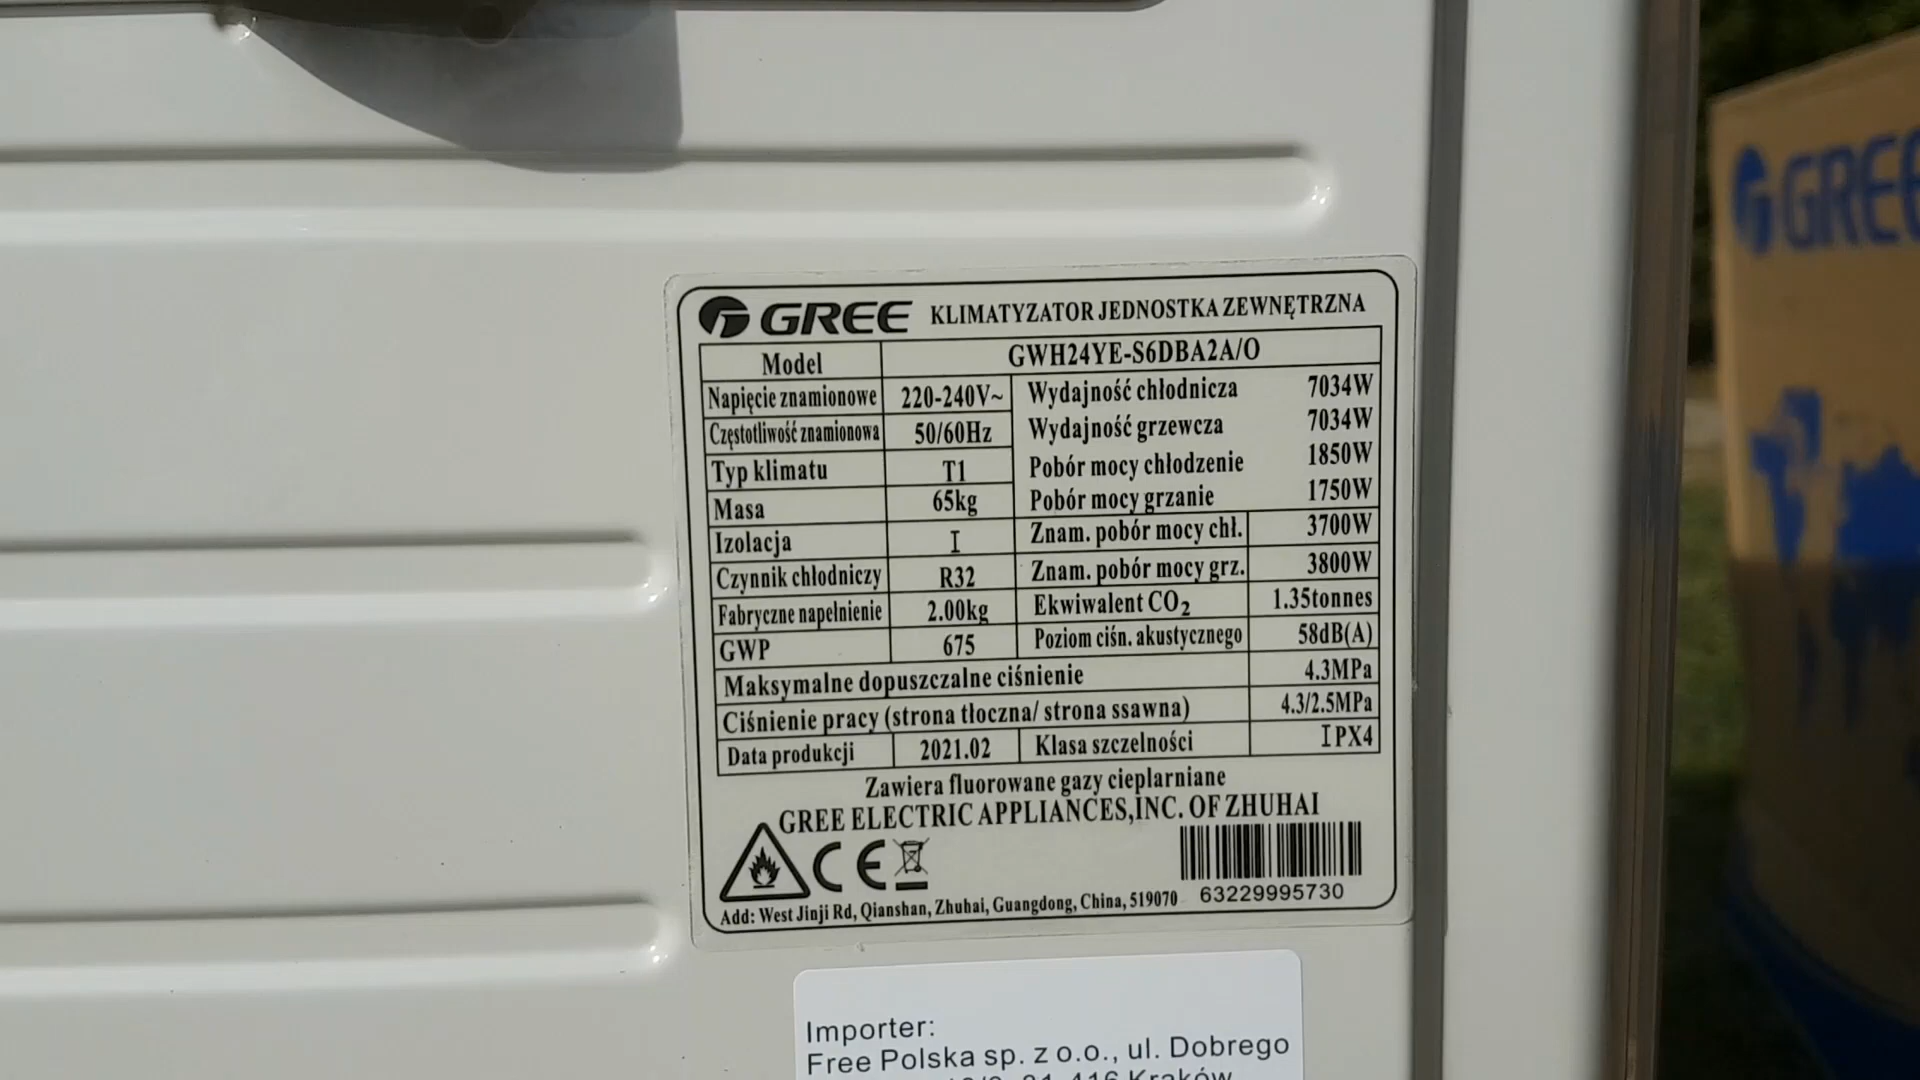 GREE KLIMATYZATOR JEDNOSTKA ZEWNĘTRZNA
Model GWH24YE-S6DBA2A/O
Napięcie znamionowe 220-240V~ Wydajność chłodnicza 7034W
Częstotliwość znamionowa 50/60Hz Wydajność grzewcza 7034W
Typ klimatu T1 Pobór mocy chłodzenie 1850W
Masa 65kg Pobór mocy grzanie 1750W
Izolacja I Znam. pobór mocy chł. 3700W
Czynnik chłodniczy R32 Znam. pobór mocy grz. 3800W
Fabryczne napełnienie 2.00kg Ekwiwalent CO2 1.35tonnes
GWP 675 Poziom ciśn. akustycznego 58dB(A)
Maksymalne dopuszczalne ciśnienie 4.3MPa
Ciśnienie pracy (strona tłoczna/ strona ssawna) 4.3/2.5MPa
Data produkcji 2021.02 Klasa szczelności IPX4
Zawiera fluorowane gazy cieplarniane
GREE ELECTRIC APPLIANCES,INC. OF ZHUHAI
CE
63229995730
Add: West Jinji Rd, Qianshan, Zhuhai, Guangdong, China, 519070
Importer:
Free Polska sp. z o.o., ul. Dobrego
Kraków
GREE